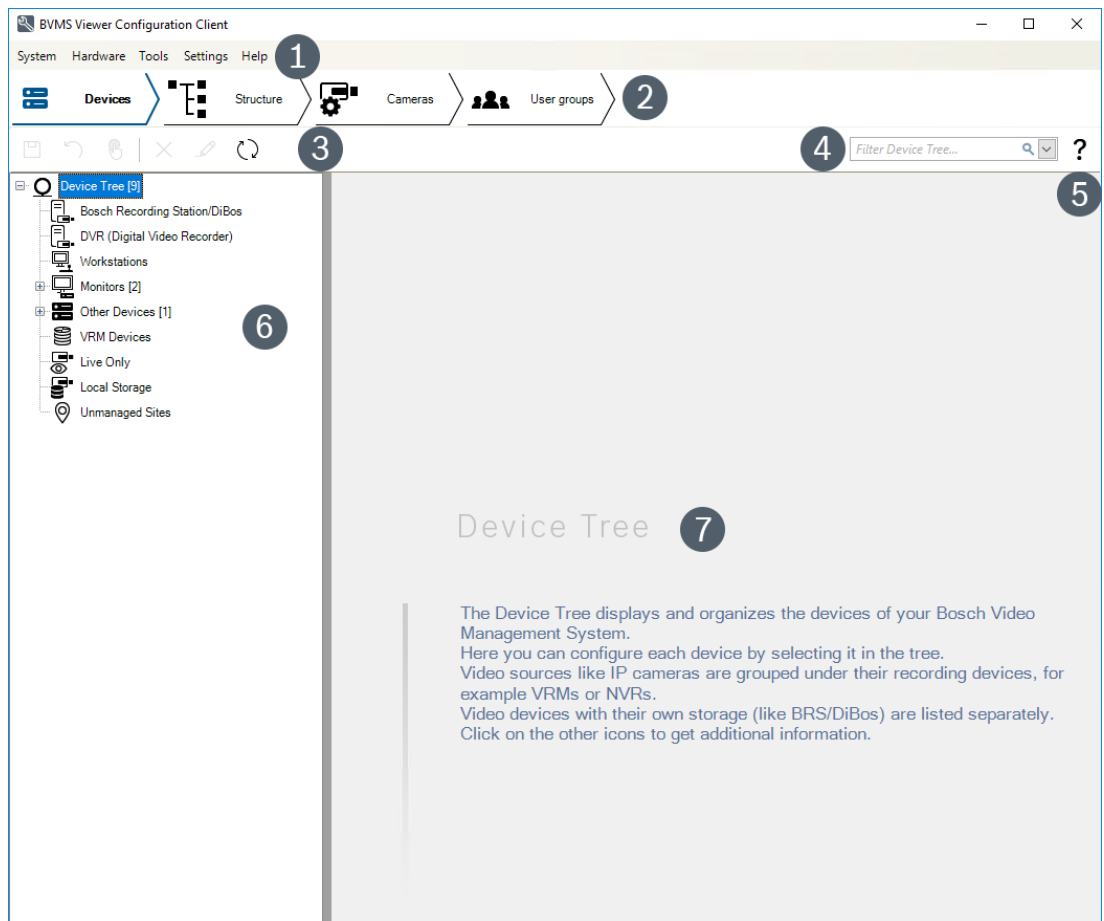 BVMS Viewer Configuration Client
System Hardware Tools Settings Help 1
Devices Structure Cameras User groups 2
3 4 Filter Device Tree... ?
5
Device Tree [9]
Bosch Recording Station/DiBos
DVR (Digital Video Recorder)
Workstations
Monitors [2]
Other Devices [1]
6
VRM Devices
Live Only
Local Storage
Unmanaged Sites
Device Tree 7
The Device Tree displays and organizes the devices of your Bosch Video
Management System.
Here you can configure each device by selecting it in the tree.
Video sources like IP cameras are grouped under their recording devices, for
example VRMs or NVRs.
Video devices with their own storage (like BRS/DiBos) are listed separately.
Click on the other icons to get additional information.